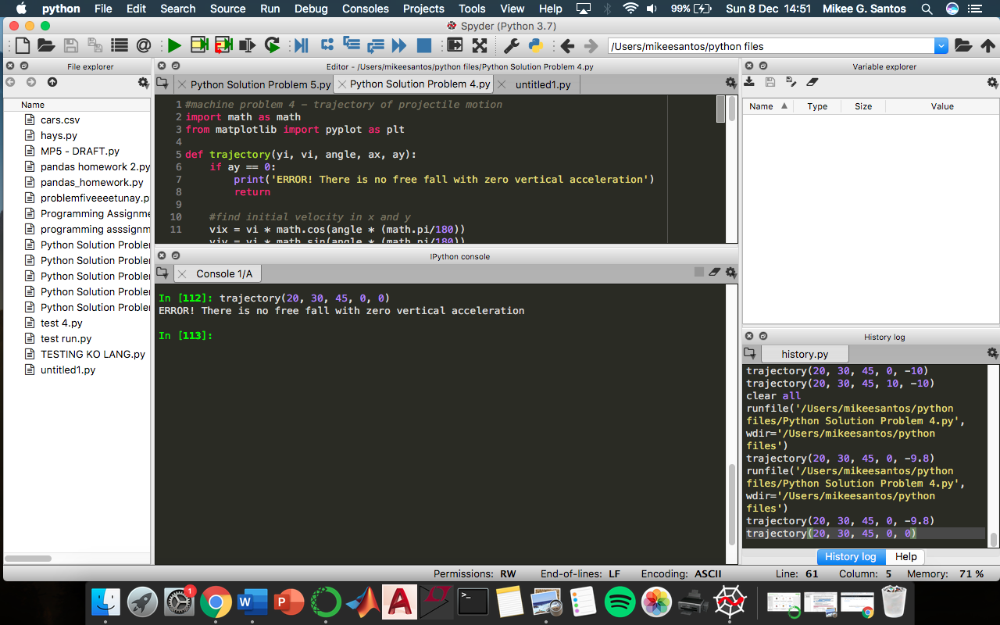 python File Edit Search Source Run Debug Consoles Projects Tools View Help 99% Sun 8 Dec 14:51 Mikee G. Santos
Spyder (Python 3.7)
/Users/mikeesantos/python files
File explorer
Name
cars.csv
hays.py
MP5 - DRAFT.py
pandas homework 2.py
pandas_homework.py
problemfiveeeetunay.p
Programming Assignme
programming asssignm
Python Solution Probler
Python Solution Probler
Python Solution Probler
Python Solution Probler
Python Solution Probler
test 4.py
test run.py
TESTING KO LANG.py
untitled1.py
Editor - /Users/mikeesantos/python files/Python Solution Problem 4.py
Python Solution Problem 5.py Python Solution Problem 4.py untitled1.py
1 #machine problem 4 - trajectory of projectile motion
2 import math as math
3 from matplotlib import pyplot as plt
4
5 def trajectory(yi, vi, angle, ax, ay):
6 if ay == 0:
7 print('ERROR! There is no free fall with zero vertical acceleration')
8 return
9
10 #find initial velocity in x and y
11 vix = vi * math.cos(angle * (math.pi/180))
viy = vi * math.sin(angle * (math.pi/180))
IPython console
Console 1/A
In [112]: trajectory(20, 30, 45, 0, 0)
ERROR! There is no free fall with zero vertical acceleration
In [113]:
Variable explorer
Name Type Size Value
History log
history.py
trajectory(20, 30, 45, 0, -10)
trajectory(20, 30, 45, 10, -10)
clear all
runfile('/Users/mikeesantos/python
files/Python Solution Problem 4.py',
wdir='/Users/mikeesantos/python
files')
trajectory(20, 30, 45, 0, -9.8)
runfile('/Users/mikeesantos/python
files/Python Solution Problem 4.py',
wdir='/Users/mikeesantos/python
files')
trajectory(20, 30, 45, 0, -9.8)
trajectory(20, 30, 45, 0, 0)
History log Help
Permissions: RW End-of-lines: LF Encoding: ASCII Line: 61 Column: 5 Memory: 71 %
1
W
P
A
>_